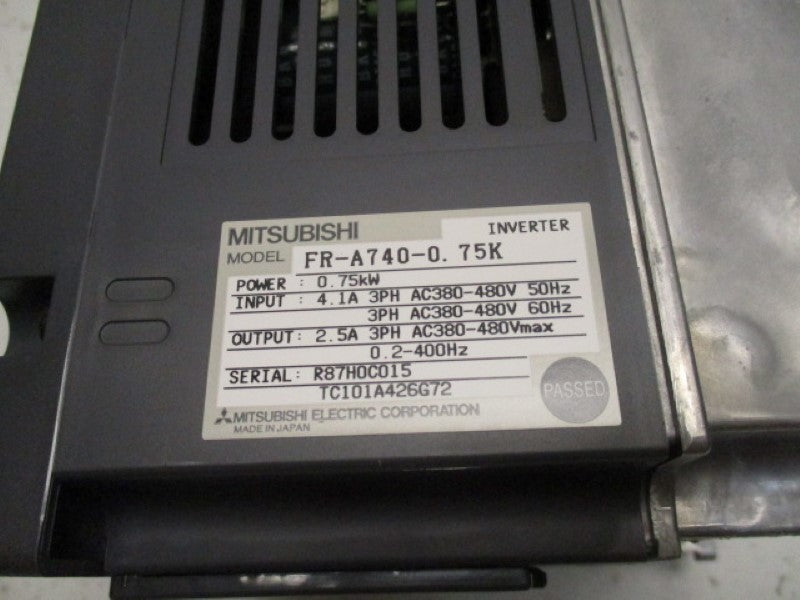 MITSUBISHI INVERTER
MODEL FR-A740-0.75K
POWER : 0.75kW
INPUT : 4.1A 3PH AC380-480V 50Hz
3PH AC380-480V 60Hz
OUTPUT: 2.5A 3PH AC380-480Vmax
0.2-400Hz
SERIAL: R87H0C015
TC101A426G72
PASSED
MITSUBISHI ELECTRIC CORPORATION
MADE IN JAPAN